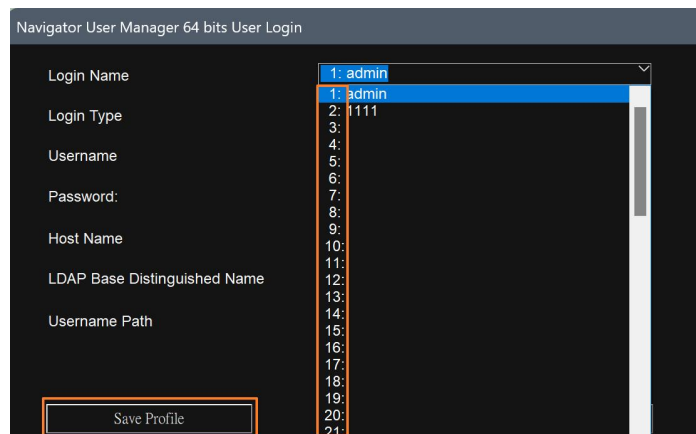 Navigator User Manager 64 bits User Login
Login Name
1: admin
1: admin
Login Type
2: 1111
3:
4:
Username
5:
6:
Password:
7:
8:
9:
Host Name
10:
11:
LDAP Base Distinguished Name
12:
13:
14:
Username Path
15:
16:
17:
18:
19:
Save Profile
20:
21: